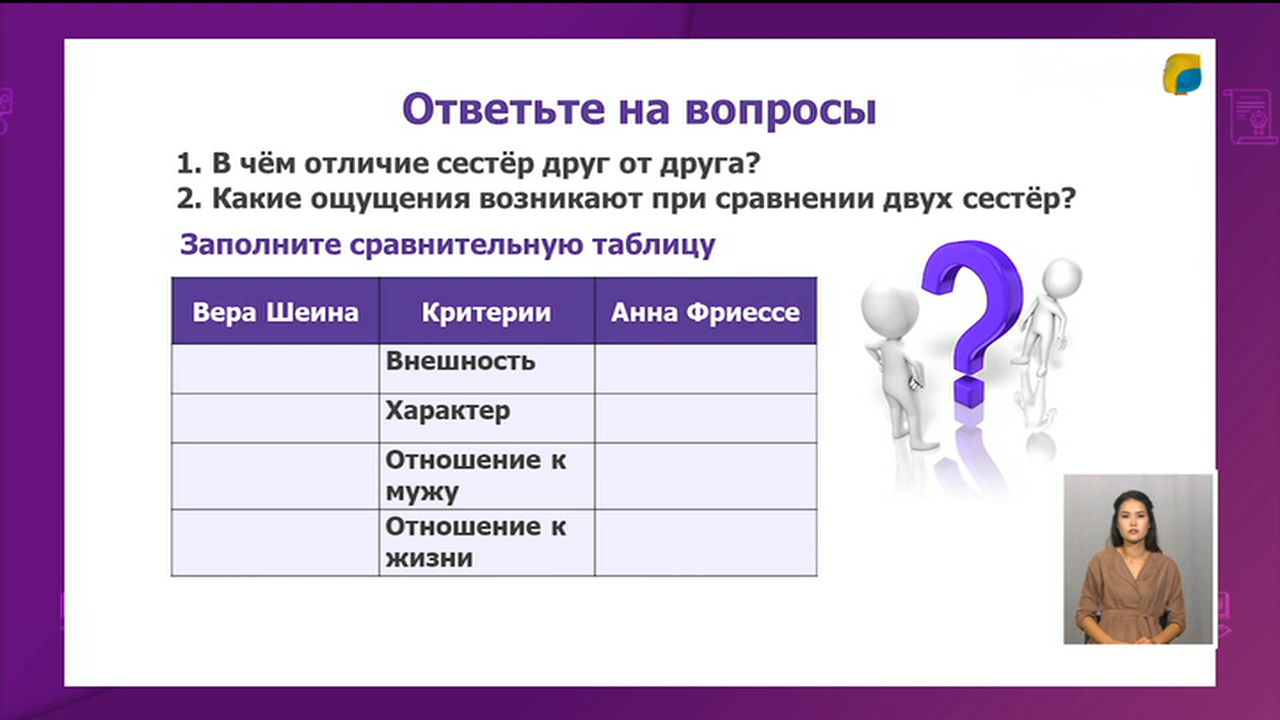 Ответьте на вопросы
1. В чём отличие сестёр друг от друга?
2. Какие ощущения возникают при сравнении двух сестёр?
Заполните сравнительную таблицу
Вера Шеина Критерии Анна Фриессе
Внешность
Характер
Отношение к
мужу
Отношение к
жизни